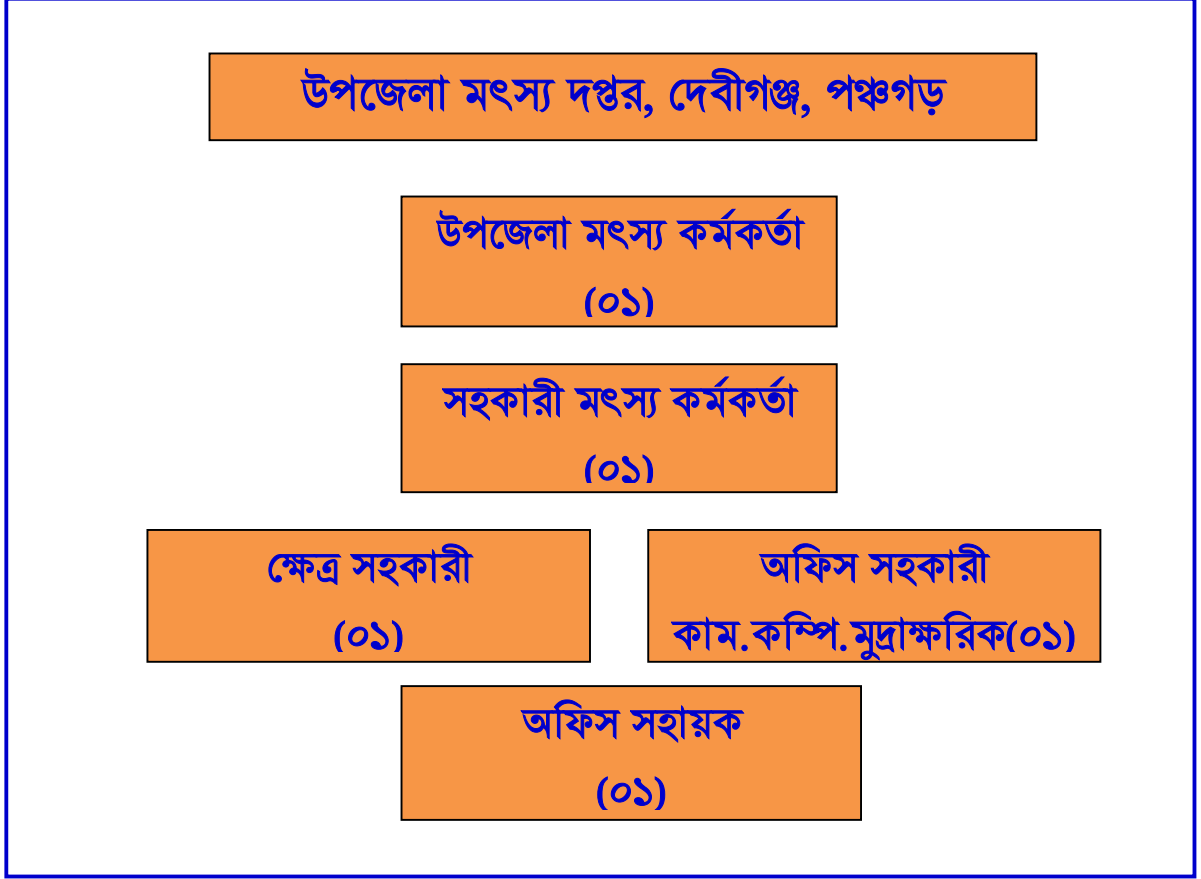 উপজেলা মৎস্য দপ্তর, দেবীগঞ্জ, পঞ্চগড়
উপজেলা মৎস্য কর্মকর্তা
(০১)
সহকারী মৎস্য কর্মকর্তা
(০১)
ক্ষেত্র সহকারী
(০১)
অফিস সহকারী
কাম.কম্পি.মুদ্রাক্ষরিক(০১)
অফিস সহায়ক
(০১)